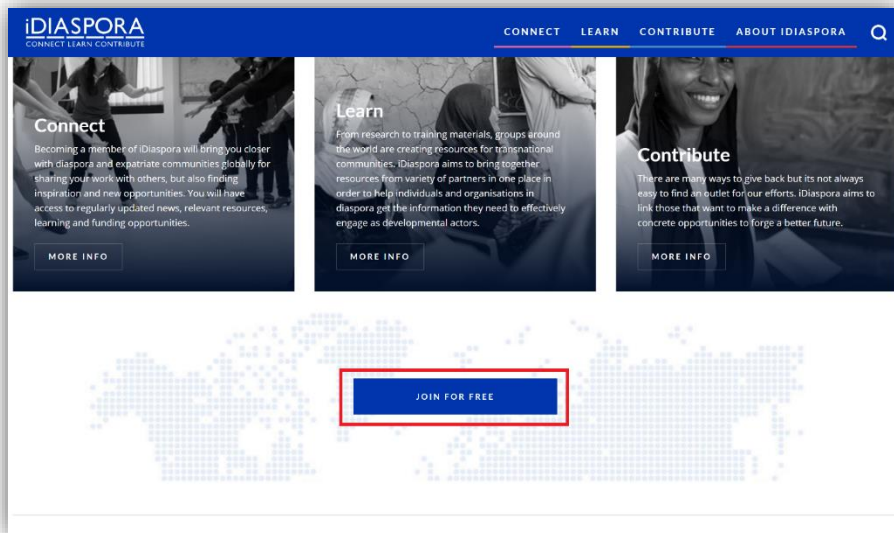 iDIASPORA
CONNECT LEARN CONTRIBUTE
CONNECT LEARN CONTRIBUTE ABOUT IDIASPORA
Connect
Becoming a member of iDiaspora will bring you closer
with diaspora and expatriate communities globally for
sharing your work with others, but also finding
inspiration and new opportunities. You will have
access to regularly updated news, relevant resources,
learning and funding opportunities.
MORE INFO
Learn
From research to training materials, groups around
the world are creating resources for transnational
communities. iDiaspora aims to bring together
resources from variety of partners in one place in
order to help individuals and organisations in
diaspora get the information they need to effectively
engage as developmental actors.
MORE INFO
Contribute
There are many ways to give back but its not always
easy to find an outlet for our efforts. iDiaspora aims to
link those that want to make a difference with
concrete opportunities to forge a better future.
MORE INFO
JOIN FOR FREE